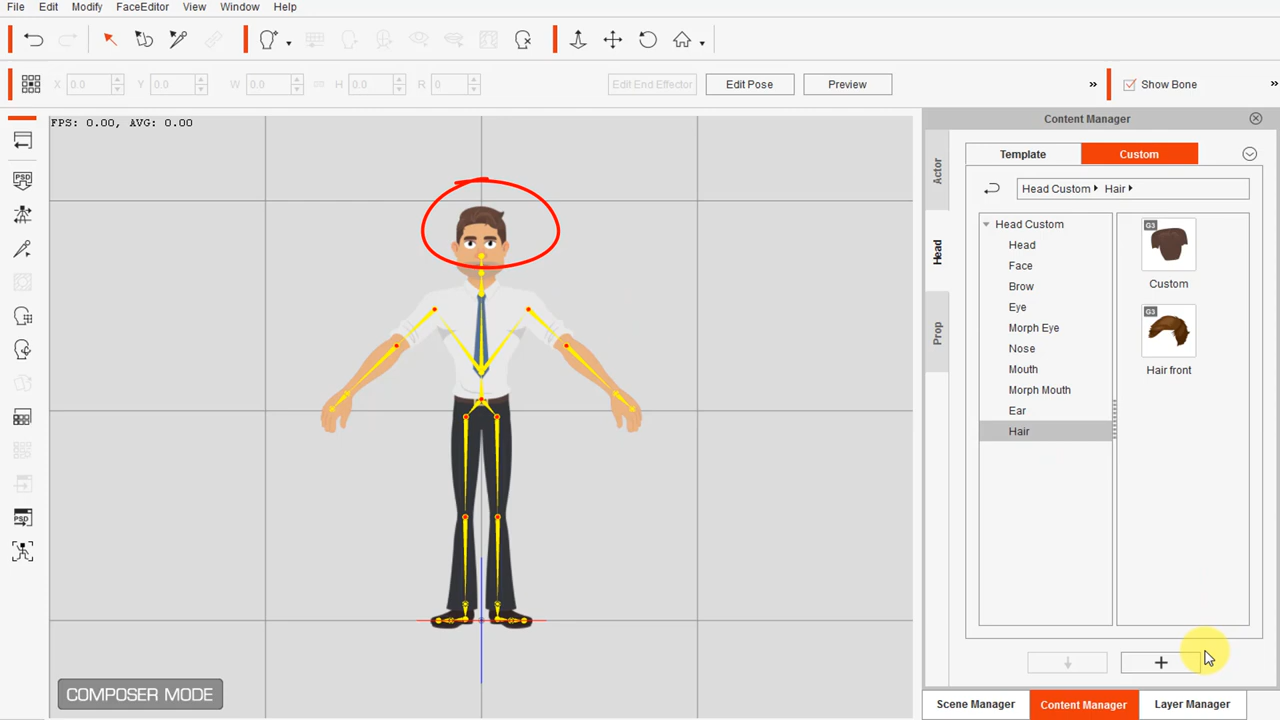 File Edit Modify FaceEditor View Window Help
X 0.0 Y 0.0 W 0.0 H 0.0 R 0 Edit End Effector Edit Pose Preview » Show Bone »
FPS: 0.00, AVG: 0.00
Content Manager
Template Custom
Actor
Head
Prop
Head Custom Hair
Head Custom
Head
Face
Brow
Eye
Morph Eye
Nose
Mouth
Morph Mouth
Ear
Hair
G3
Custom
G3
Hair front
PSD
PSD
COMPOSER MODE
Scene Manager Content Manager Layer Manager